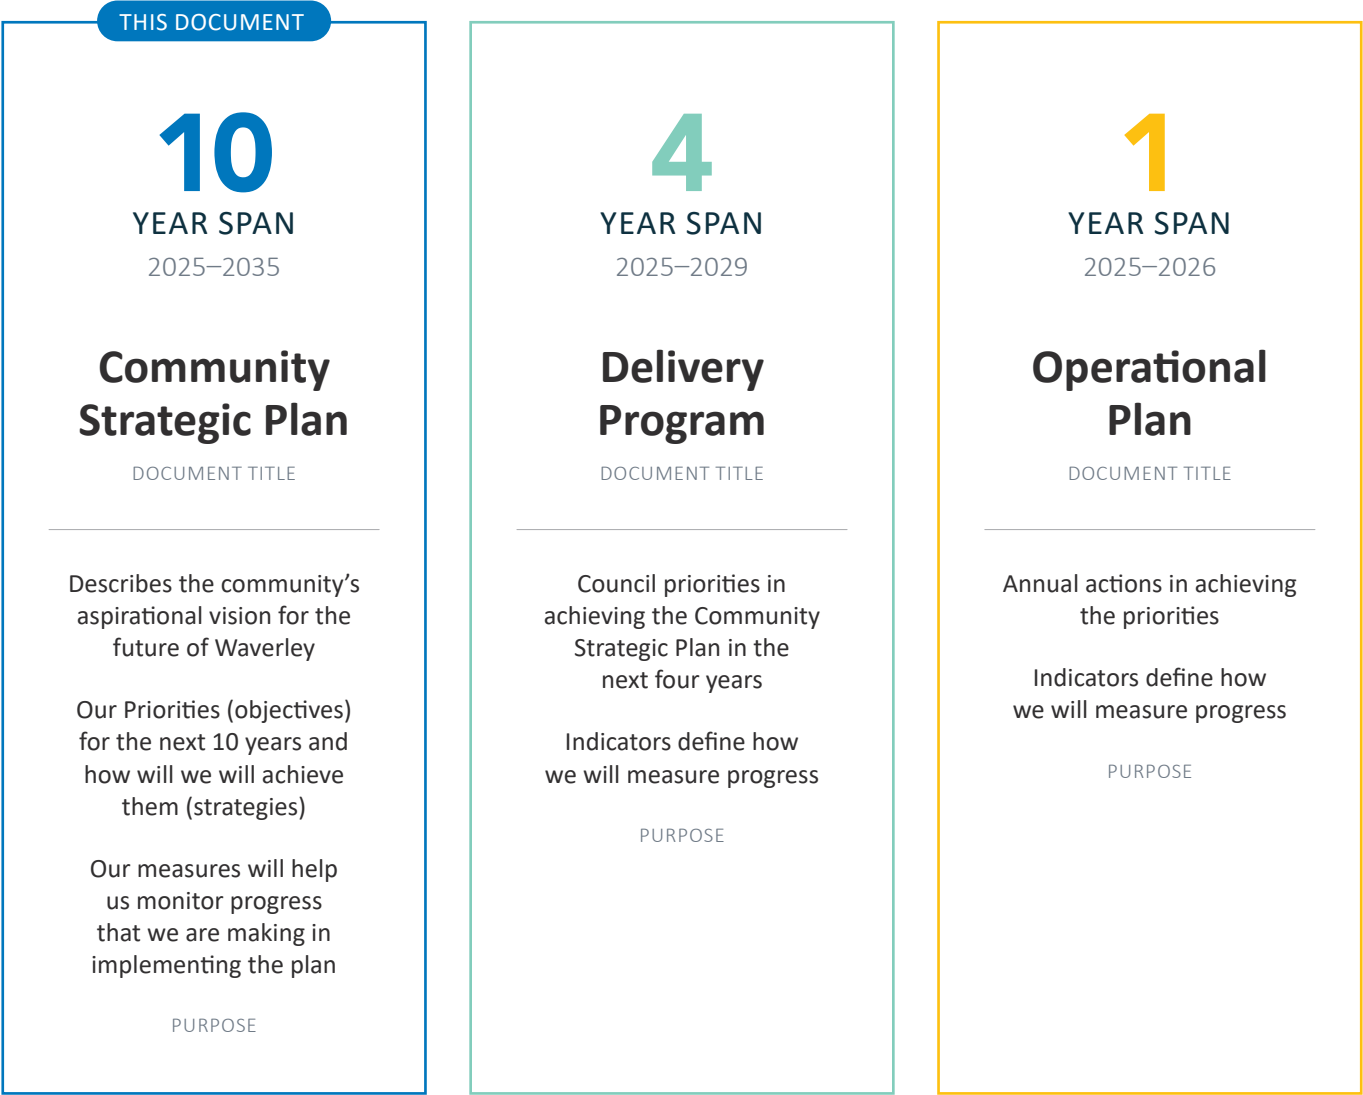 THIS DOCUMENT
10
YEAR SPAN
2025–2035
Community
Strategic Plan
DOCUMENT TITLE
Describes the community’s
aspirational vision for the
future of Waverley
Our Priorities (objectives)
for the next 10 years and
how will we will achieve
them (strategies)
Our measures will help
us monitor progress
that we are making in
implementing the plan
PURPOSE
4
YEAR SPAN
2025–2029
Delivery
Program
DOCUMENT TITLE
Council priorities in
achieving the Community
Strategic Plan in the
next four years
Indicators define how
we will measure progress
PURPOSE
1
YEAR SPAN
2025–2026
Operational
Plan
DOCUMENT TITLE
Annual actions in achieving
the priorities
Indicators define how
we will measure progress
PURPOSE